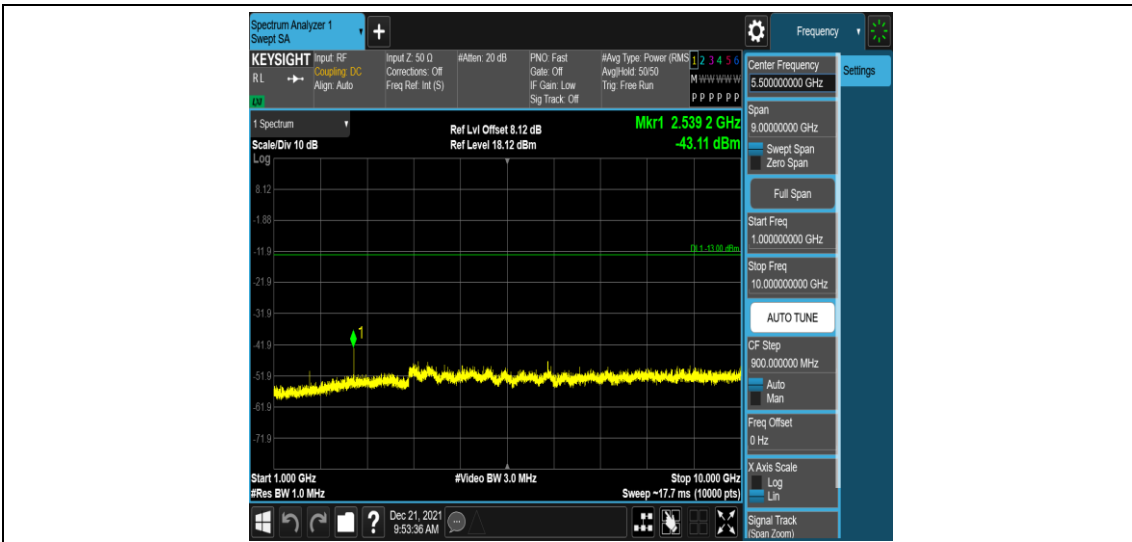 Spectrum Analyzer 1
Swept SA
+
Frequency
KEYSIGHT
R L
LXI
Input: RF
Coupling: DC
Align: Auto
Input Z: 50 Ω
Corrections: Off
Freq Ref: Int (S)
#Atten: 20 dB
PNO: Fast
Gate: Off
IF Gain: Low
Sig Track: Off
#Avg Type: Power (RMS
Avg|Hold: 50/50
Trig: Free Run
1 2 3 4 5 6
M W W W W W
P P P P P P
1 Spectrum
Scale/Div 10 dB
Log
Ref Lvl Offset 8.12 dB
Ref Level 18.12 dBm
Mkr1 2.539 2 GHz
-43.11 dBm
8.12
-1.88
-11.9
DL1 -13.00 dBm
-21.9
-31.9
1
-41.9
-51.9
-61.9
-71.9
Start 1.000 GHz
#Res BW 1.0 MHz
#Video BW 3.0 MHz
Stop 10.000 GHz
Sweep ~17.7 ms (10000 pts)
?
Dec 21, 2021
9:53:36 AM
Center Frequency
5.500000000 GHz
Settings
Span
9.00000000 GHz
Swept Span
Zero Span
Full Span
Start Freq
1.000000000 GHz
Stop Freq
10.000000000 GHz
AUTO TUNE
CF Step
900.000000 MHz
Auto
Man
Freq Offset
0 Hz
X Axis Scale
Log
Lin
Signal Track
(Span Zoom)